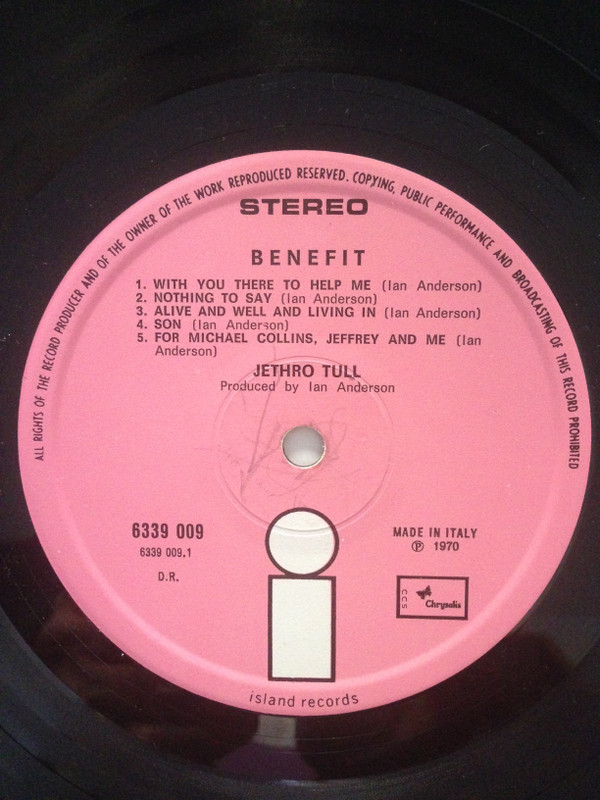 ALL RIGHTS OF THE RECORD PRODUCER AND OF THE OWNER OF THE WORK REPRODUCED RESERVED. COPYING, PUBLIC PERFORMANCE AND BROADCASTING OF THIS RECORD PROHIBITED
STEREO
BENEFIT
1. WITH YOU THERE TO HELP ME (Ian Anderson)
2. NOTHING TO SAY (Ian Anderson)
3. ALIVE AND WELL AND LIVING IN (Ian Anderson)
4. SON (Ian Anderson)
5. FOR MICHAEL COLLINS, JEFFREY AND ME (Ian
Anderson)
JETHRO TULL
Produced by Ian Anderson
6339 009
6339 009.1
D.R.
MADE IN ITALY
℗ 1970
CCS
Chrysalis
island records